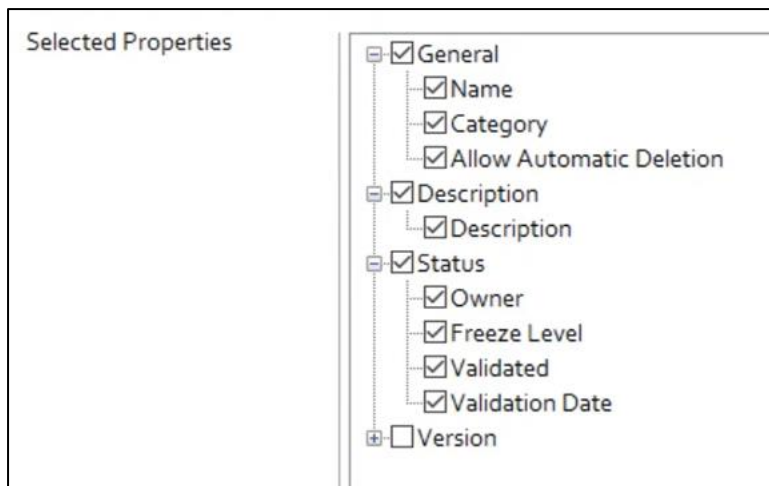 Selected Properties
General
Name
Category
Allow Automatic Deletion
Description
Description
Status
Owner
Freeze Level
Validated
Validation Date
Version